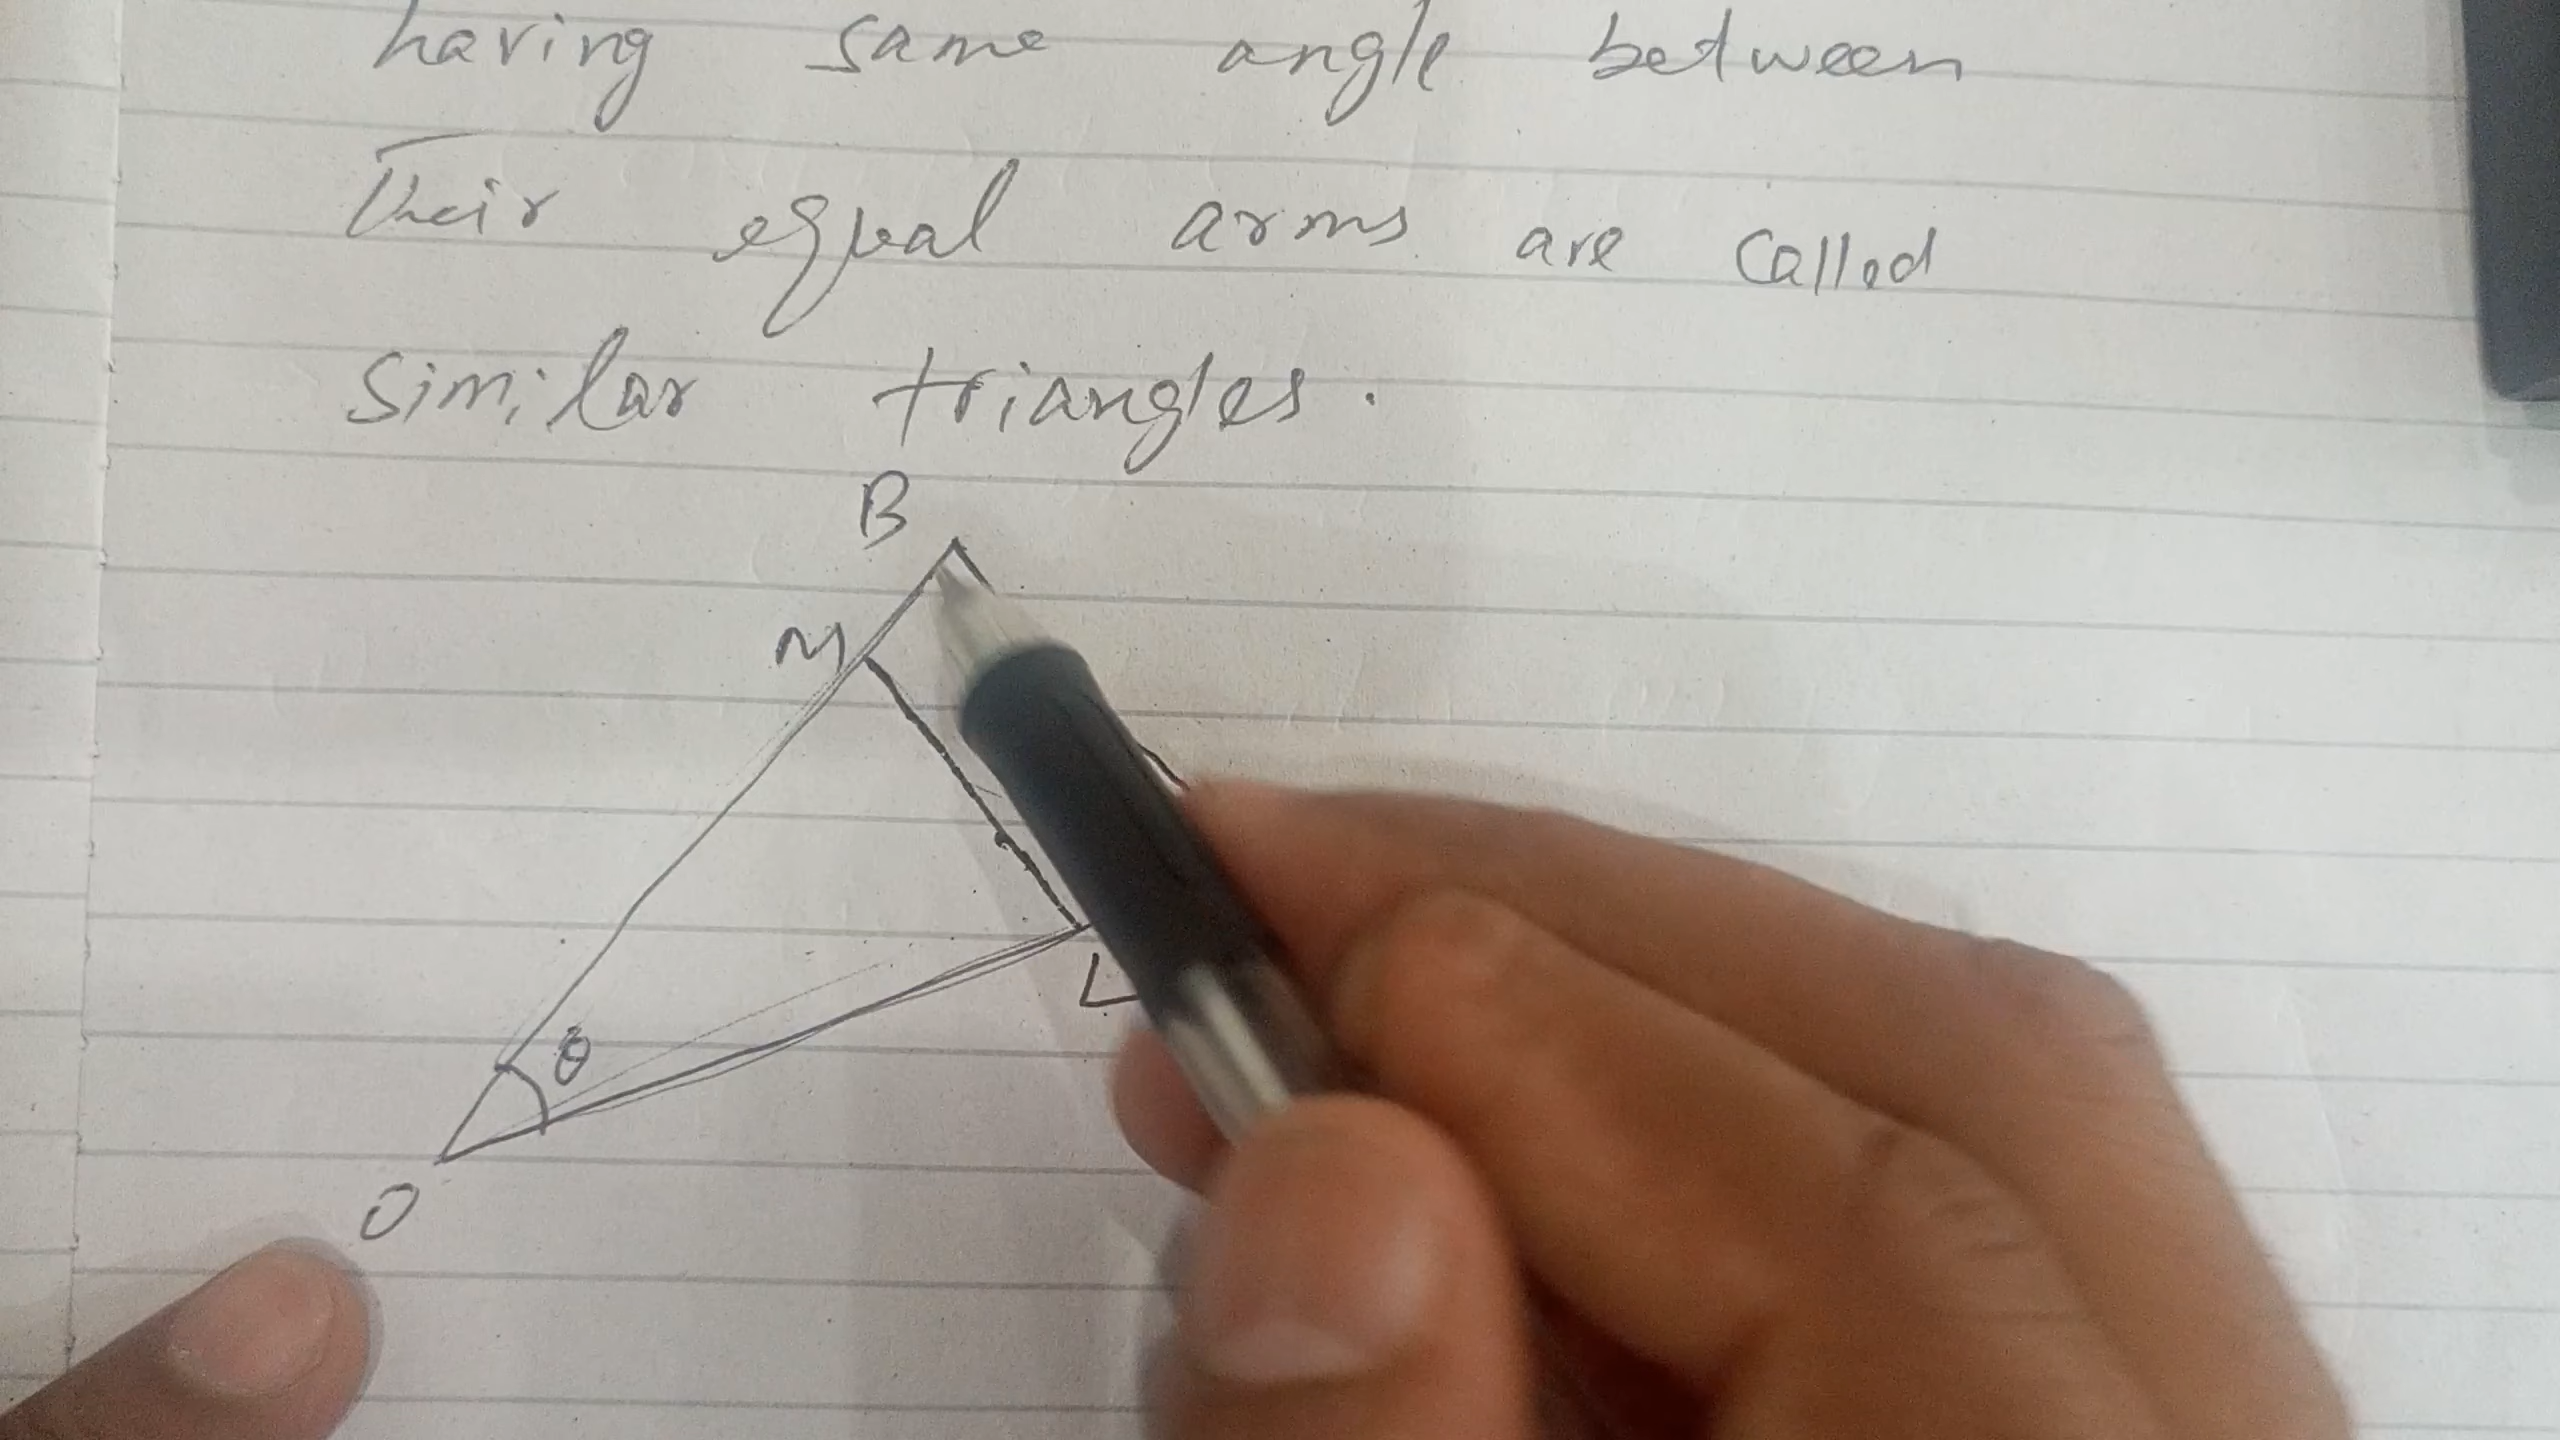 having same angle between
Their equal arms are called
similar triangles.
B
M
L
θ
O